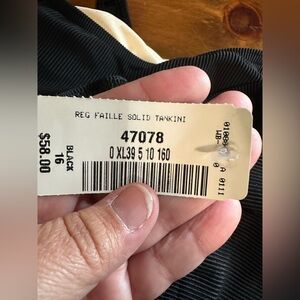 REG FAILLE SOLID TANKINI
47078
0 XL39 5 10 160
BLACK
16
$58.00